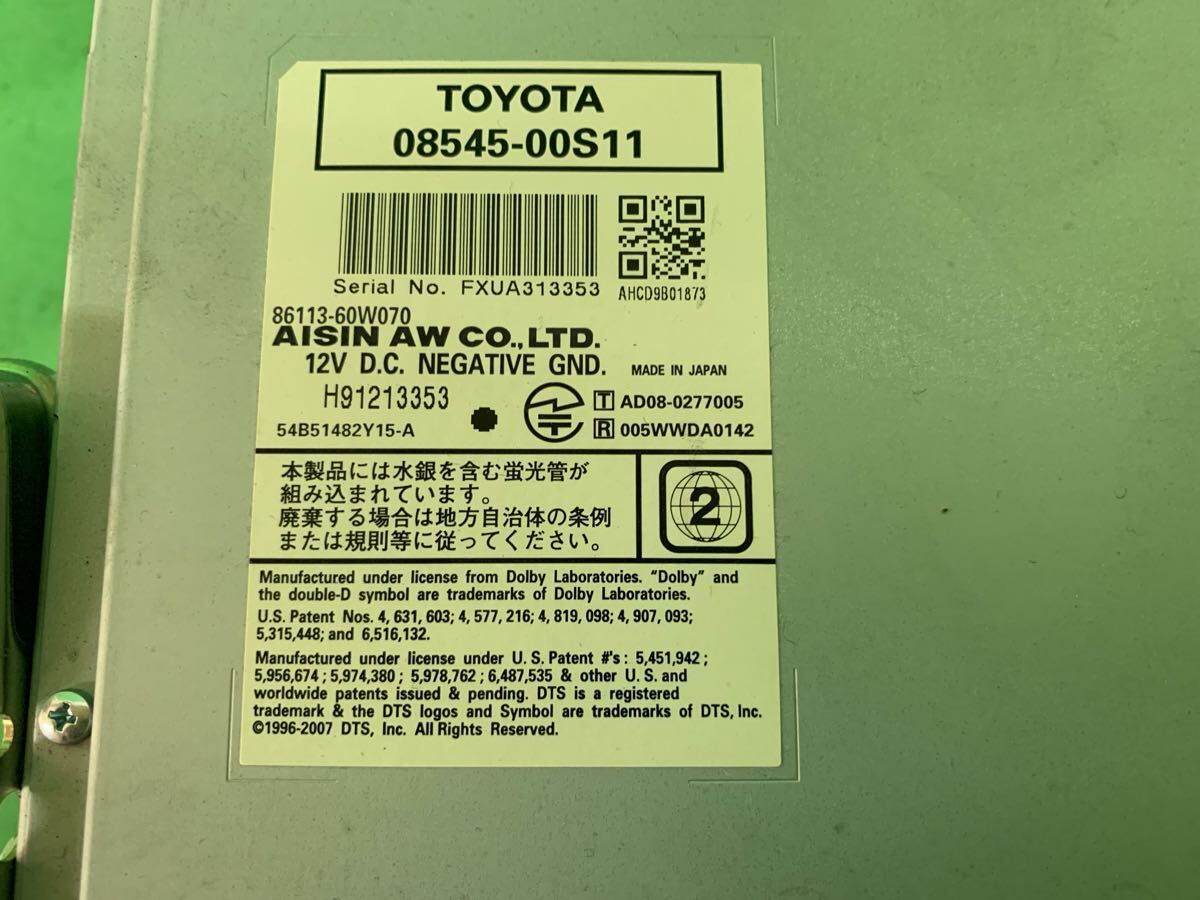 TOYOTA
08545-00S11
Serial No. FXUA313353
AHCD9B01873
86113-60W070
AISIN AW CO.,LTD.
12V D.C. NEGATIVE GND.
MADE IN JAPAN
H91213353
T AD08-0277005
54B51482Y15-A
R 005WWDA0142
本製品には水銀を含む蛍光管が
組み込まれています。
廃棄する場合は地方自治体の条例
または規則等に従ってください。
2
Manufactured under license from Dolby Laboratories. "Dolby" and
the double-D symbol are trademarks of Dolby Laboratories.
U.S. Patent Nos. 4, 631, 603; 4, 577, 216; 4, 819, 098; 4, 907, 093;
5,315,448; and 6,516,132.
Manufactured under license under U. S. Patent #'s : 5,451,942 ;
5,956,674 ; 5,974,380 ; 5,978,762 ; 6,487,535 & other U. S. and
worldwide patents issued & pending. DTS is a registered
trademark & the DTS logos and Symbol are trademarks of DTS, Inc.
©1996-2007 DTS, Inc. All Rights Reserved.